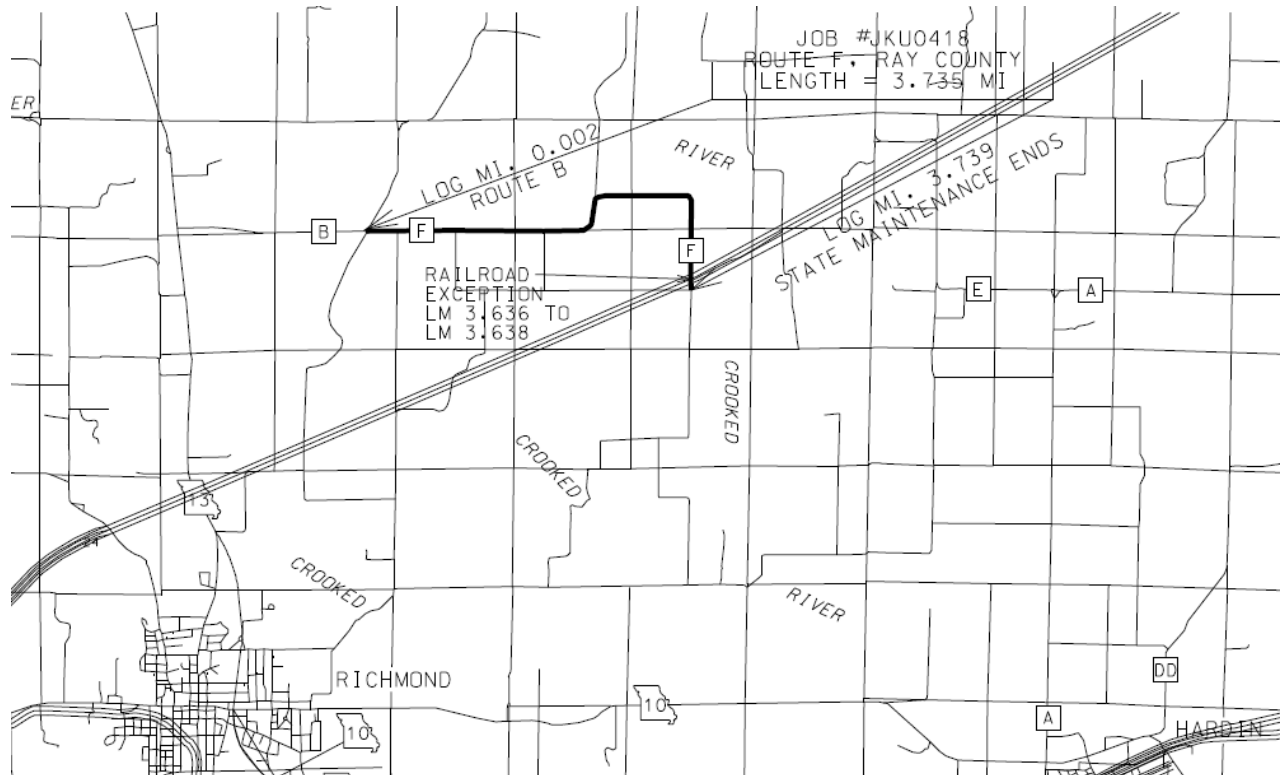 JOB #JKU0418
ROUTE F, RAY COUNTY
LENGTH = 3.735 MI
ER
LOG MI. 0.002
ROUTE B
RIVER
LOG MI. 3.739
STATE MAINTENANCE ENDS
B
F
F
RAILROAD
EXCEPTION
LM 3.636 TO
LM 3.638
E
A
CROOKED
CROOKED
13
CROOKED
RIVER
RICHMOND
DD
10
10
A
HARDIN